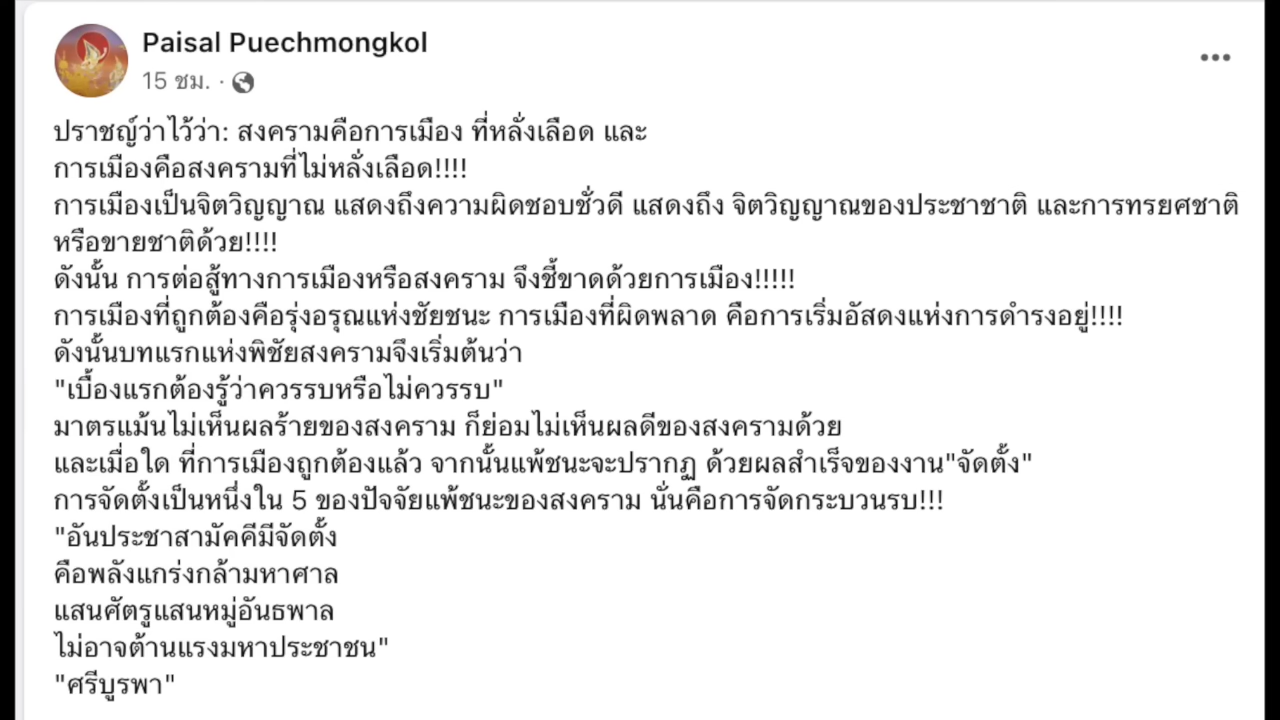 Paisal Puechmongkol
15 ชม. ·
ปราชญ์ว่าไว้ว่า: สงครามคือการเมือง ที่หลั่งเลือด และ
การเมืองคือสงครามที่ไม่หลั่งเลือด!!!!
การเมืองเป็นจิตวิญญาณ แสดงถึงความผิดชอบชั่วดี แสดงถึง จิตวิญญาณของประชาชาติ และการทรยศชาติ
หรือขายชาติด้วย!!!!
ดังนั้น การต่อสู้ทางการเมืองหรือสงคราม จึงชี้ขาดด้วยการเมือง!!!!!
การเมืองที่ถูกต้องคือรุ่งอรุณแห่งชัยชนะ การเมืองที่ผิดพลาด คือการเริ่มอัสดงแห่งการดำรงอยู่!!!!
ดังนั้นบทแรกแห่งพิชัยสงครามจึงเริ่มต้นว่า
"เบื้องแรกต้องรู้ว่าควรรบหรือไม่ควรรบ"
มาตรแม้นไม่เห็นผลร้ายของสงคราม ก็ย่อมไม่เห็นผลดีของสงครามด้วย
และเมื่อใด ที่การเมืองถูกต้องแล้ว จากนั้นแพ้ชนะจะปรากฏ ด้วยผลสำเร็จของงาน"จัดตั้ง"
การจัดตั้งเป็นหนึ่งใน 5 ของปัจจัยแพ้ชนะของสงคราม นั่นคือการจัดกระบวนรบ!!!
"อันประชาสามัคคีมีจัดตั้ง
คือพลังแกร่งกล้ามหาศาล
แสนศัตรูแสนหมู่อันธพาล
ไม่อาจต้านแรงมหาประชาชน"
"ศรีบูรพา"